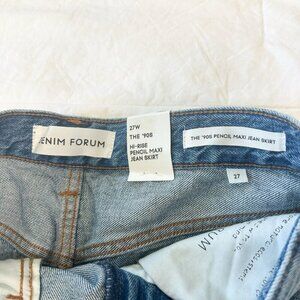 ENIM FORUM
27W
THE '90S
HI-RISE
PENCIL MAXI
JEAN SKIRT
THE '90S PENCIL MAXI JEAN SKIRT
27